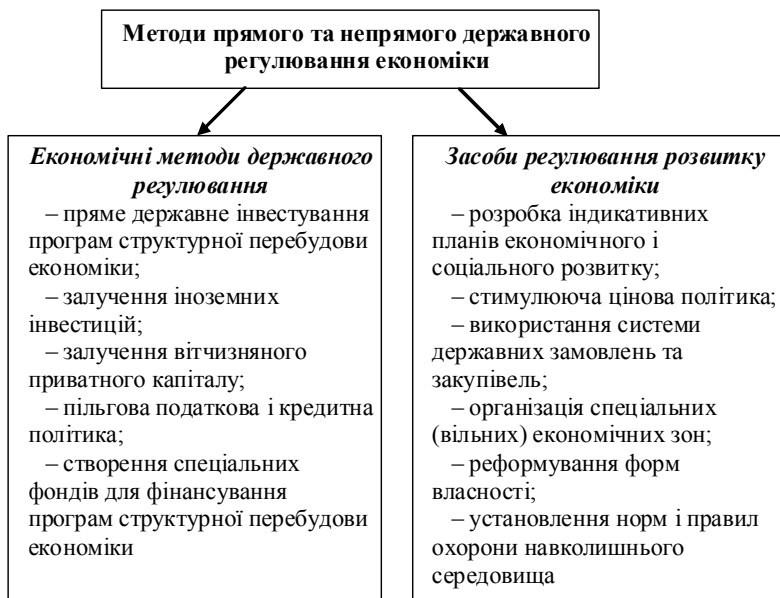 Методи прямого та непрямого державного
регулювання економіки
Економічні методи державного
регулювання
– пряме державне інвестування
програм структурної перебудови
економіки;
– залучення іноземних
інвестицій;
– залучення вітчизняного
приватного капіталу;
– пільгова податкова і кредитна
політика;
– створення спеціальних
фондів для фінансування
програм структурної перебудови
економіки
Засоби регулювання розвитку
економіки
– розробка індикативних
планів економічного і
соціального розвитку;
– стимулююча цінова політика;
– використання системи
державних замовлень та
закупівель;
– організація спеціальних
(вільних) економічних зон;
– реформування форм
власності;
– установлення норм і правил
охорони навколишнього
середовища